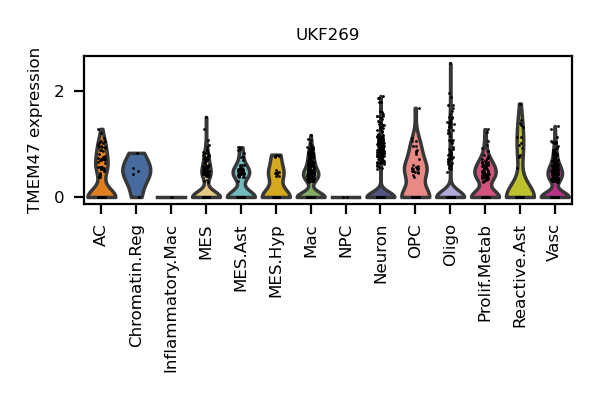 UKF269
TMEM47 expression
2
0
AC
Chromatin.Reg
Inflammatory.Mac
MES
MES.Ast
MES.Hyp
Mac
NPC
Neuron
OPC
Oligo
Prolif.Metab
Reactive.Ast
Vasc